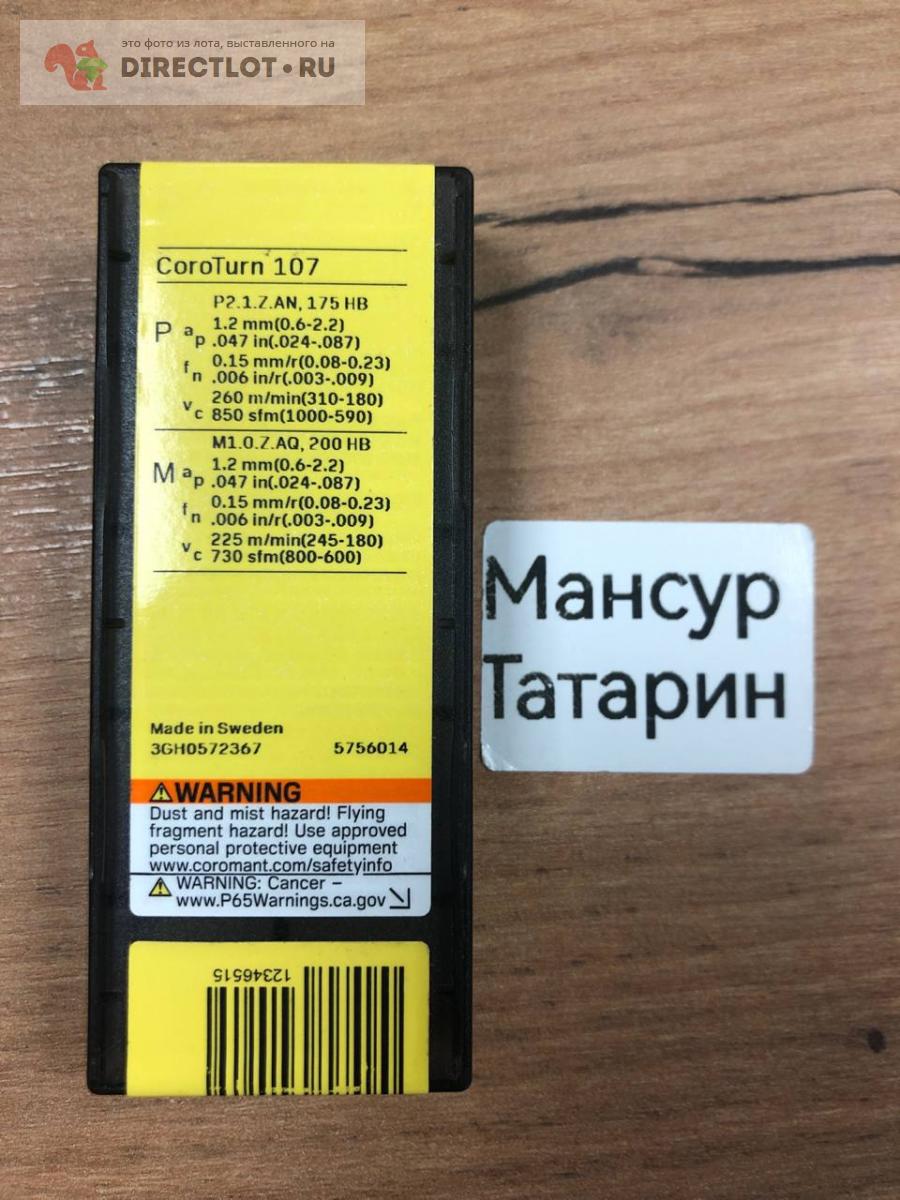 это фото из лота, выставленного на
DIRECTLOT•RU
CoroTurn 107
P2.1.Z.AN, 175 HB
P ap 1.2 mm(0.6-2.2)
.047 in(.024-.087)
fn 0.15 mm/r(0.08-0.23)
.006 in/r(.003-.009)
vc 260 m/min(310-180)
850 sfm(1000-590)
M1.0.Z.AQ, 200 HB
M ap 1.2 mm(0.6-2.2)
.047 in(.024-.087)
fn 0.15 mm/r(0.08-0.23)
.006 in/r(.003-.009)
vc 225 m/min(245-180)
730 sfm(800-600)
Мансур
Татарин
Made in Sweden
3GH0572367 5756014
WARNING
Dust and mist hazard! Flying
fragment hazard! Use approved
personal protective equipment
www.coromant.com/safetyinfo
WARNING: Cancer –
www.P65Warnings.ca.gov
12346515